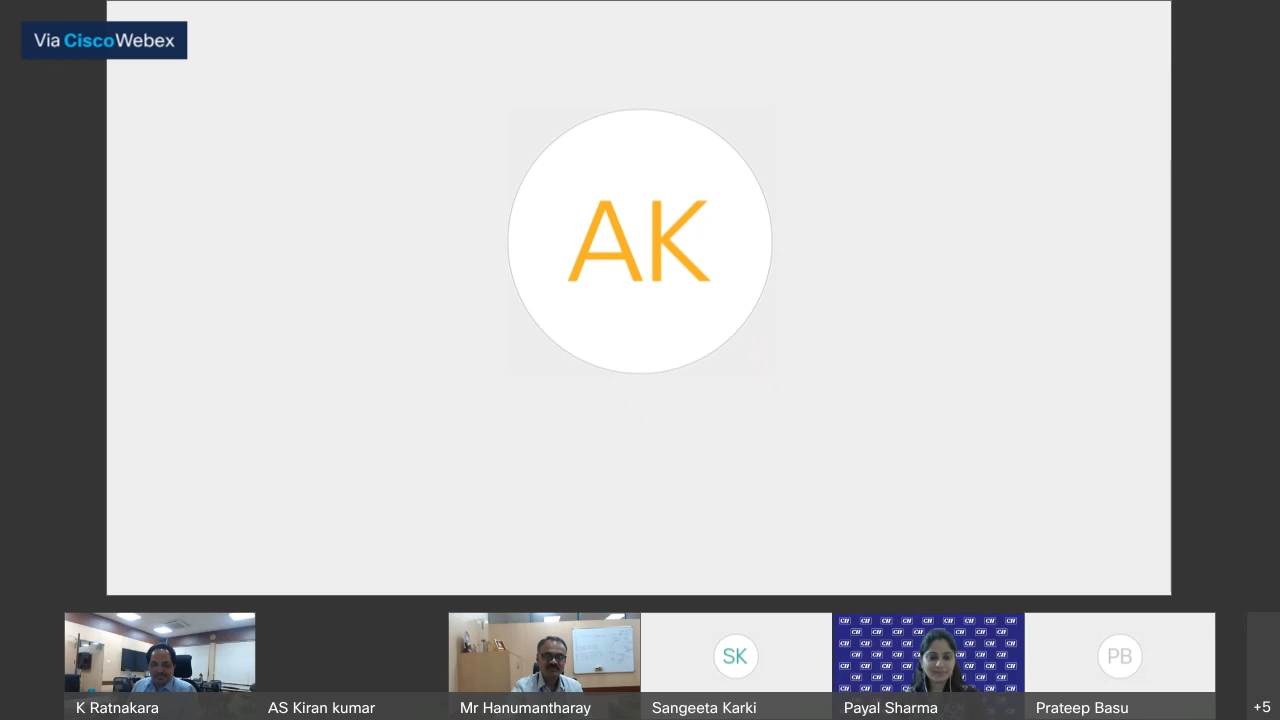 Via CiscoWebex
AK
SK
PB
K Ratnakara
AS Kiran kumar
Mr Hanumantharay
Sangeeta Karki
Payal Sharma
Prateep Basu
+5